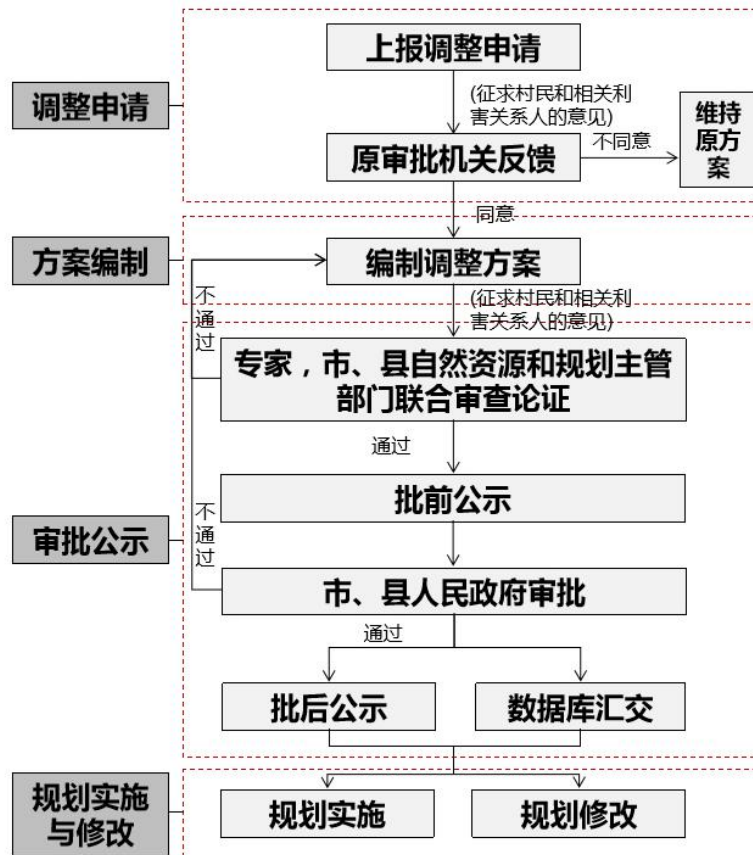 上报调整申请
调整申请
(征求村民和相关利
害关系人的意见)
维持
原方
案
不同意
原审批机关反馈
同意
方案编制
编制调整方案
不
通
过
(征求村民和相关利
害关系人的意见)
专家，市、县自然资源和规划主管
部门联合审查论证
通过
批前公示
审批公示
不
通
过
市、县人民政府审批
通过
批后公示
数据库汇交
规划实施
与修改
规划实施
规划修改